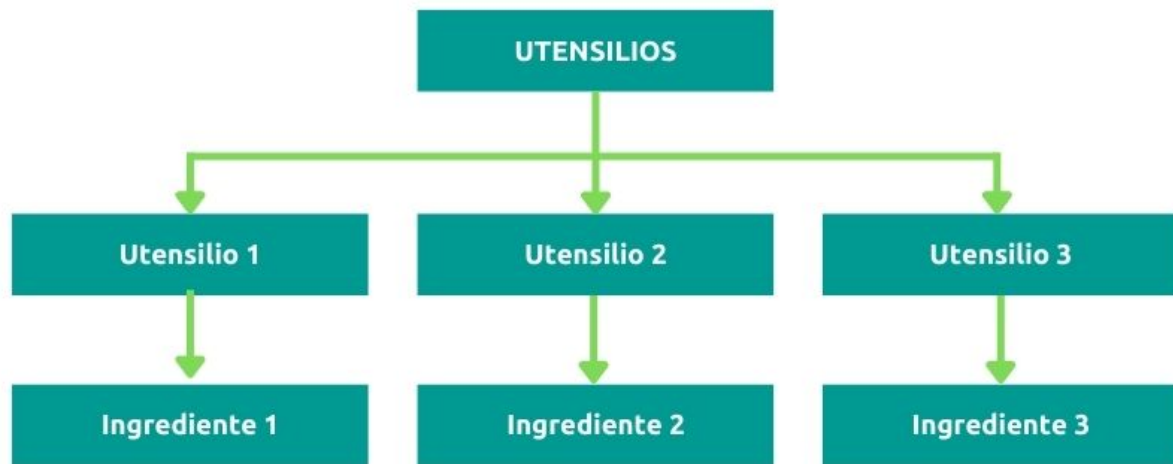 UTENSILIOS
Utensilio 1
Utensilio 2
Utensilio 3
Ingrediente 1
Ingrediente 2
Ingrediente 3